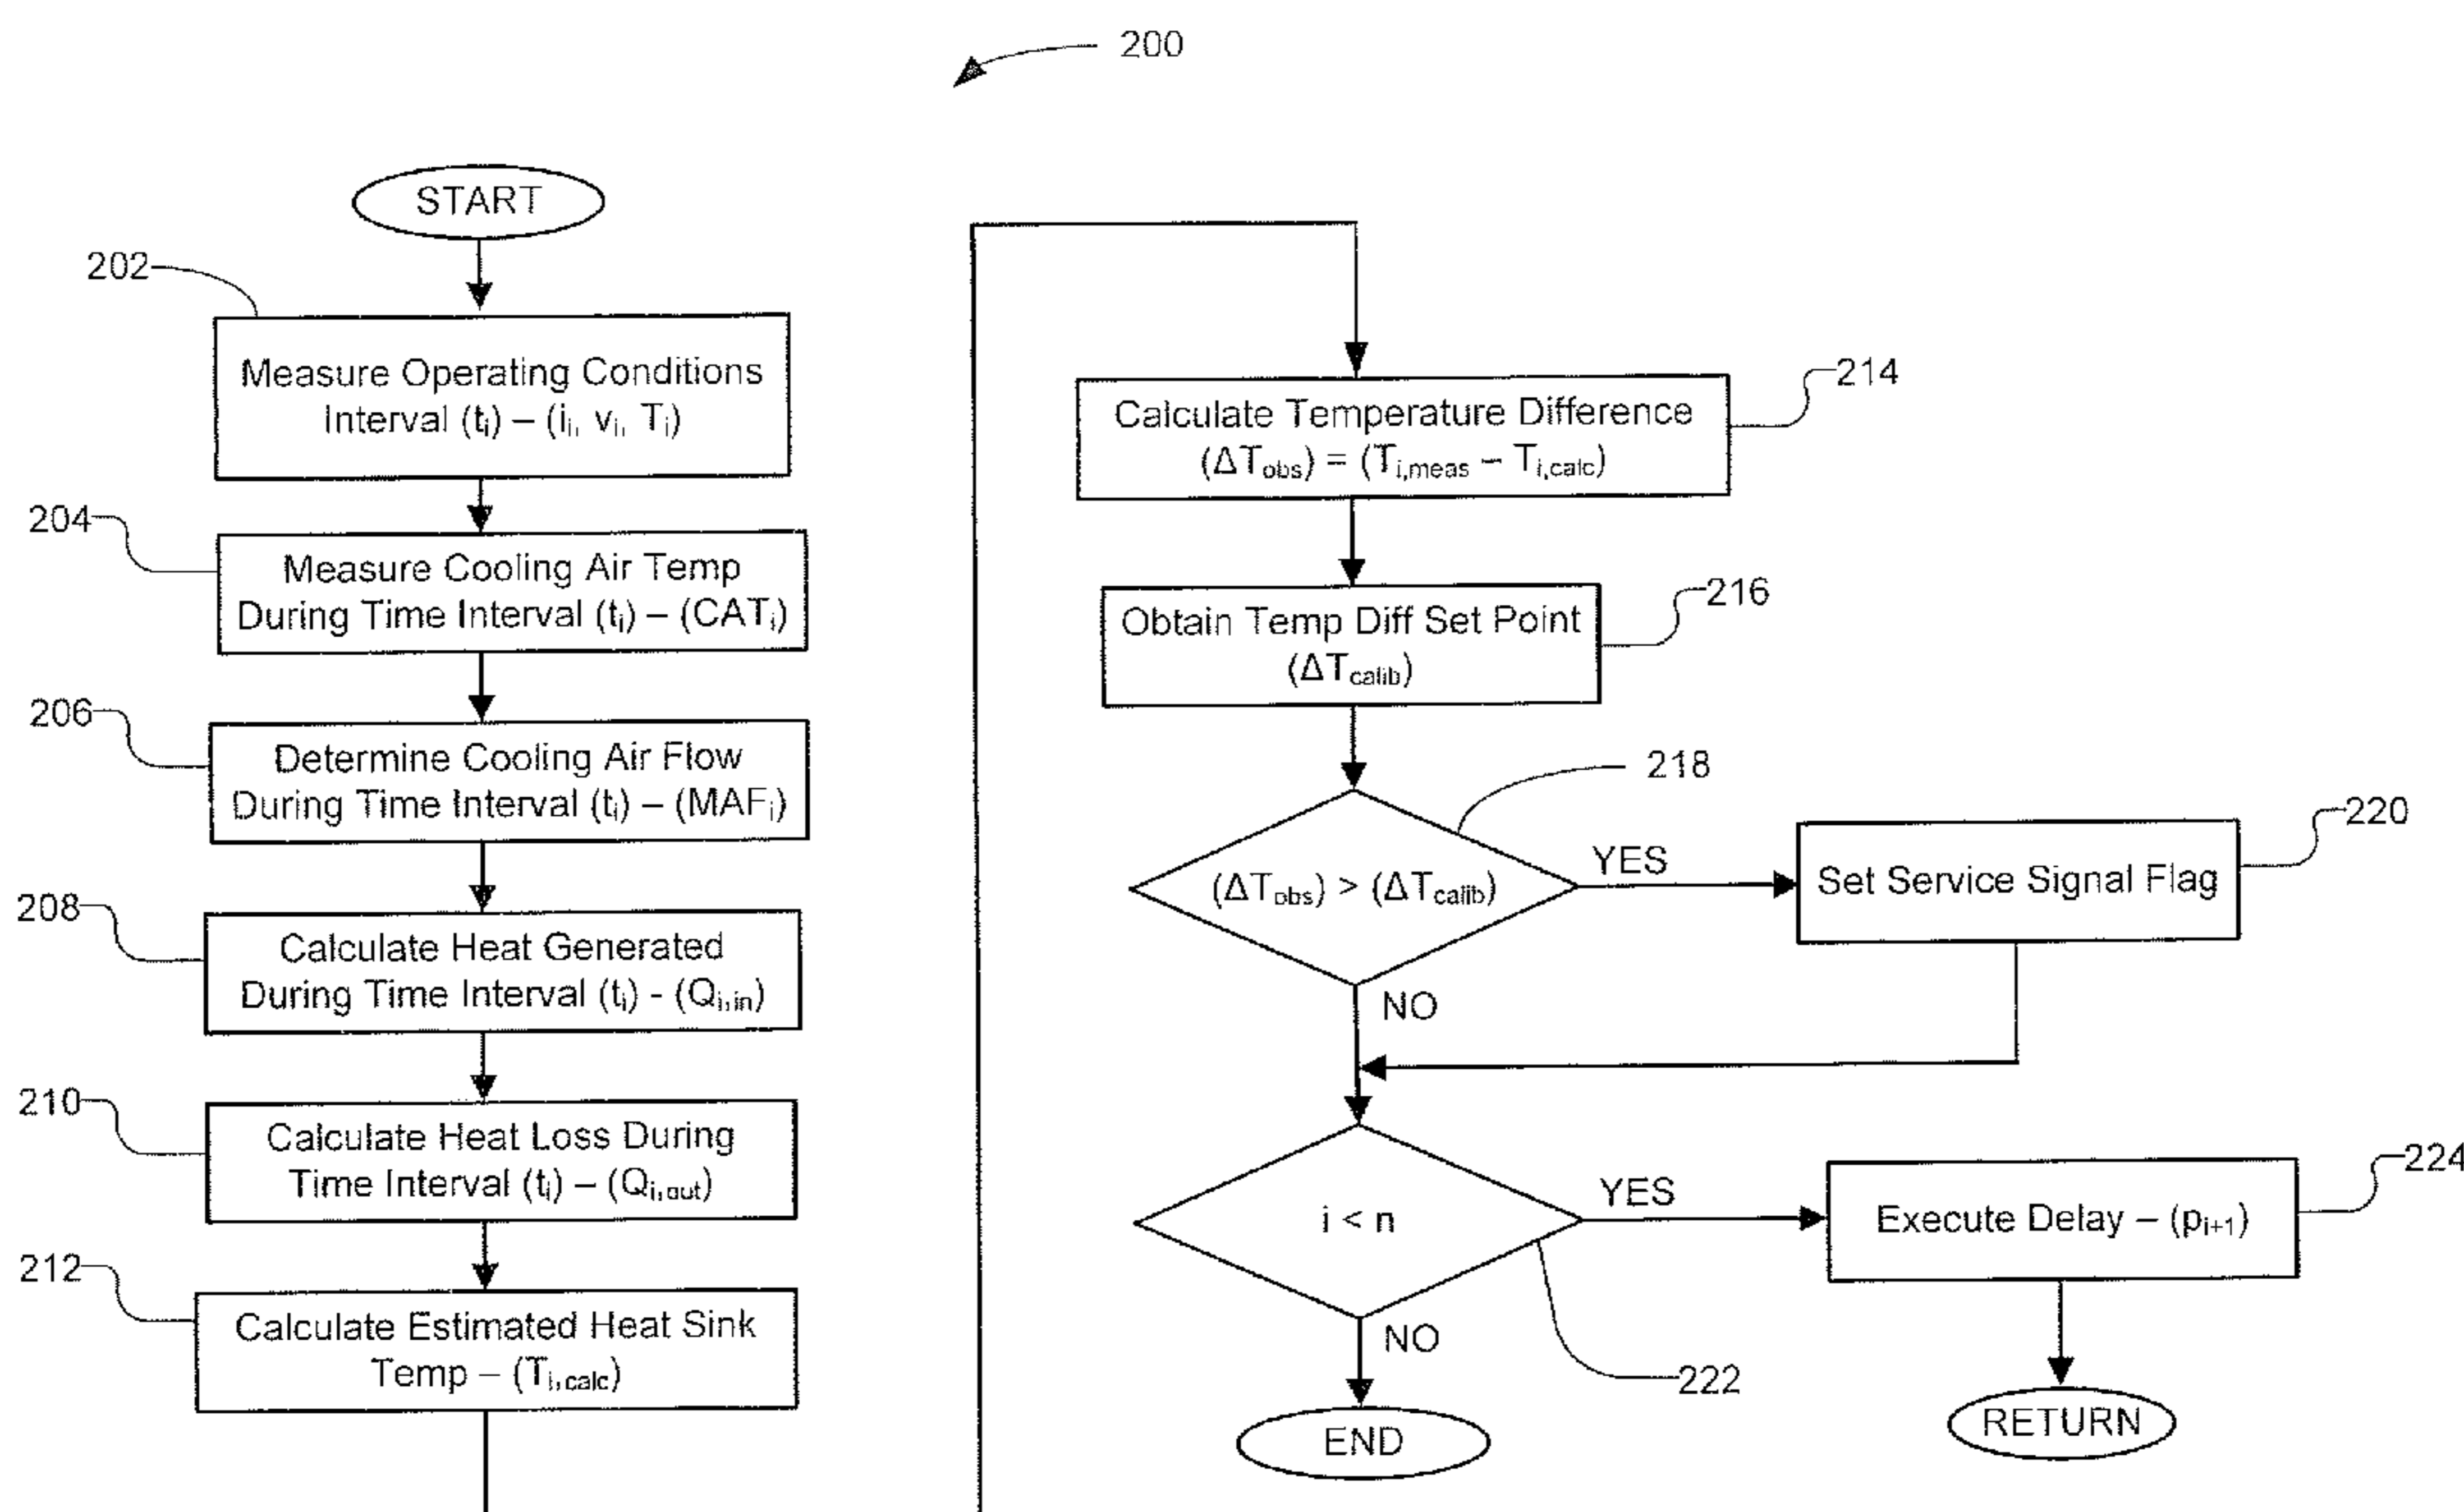 200
START
202
Measure Operating Conditions
Interval (tᵢ) – (iᵢ, vᵢ, Tᵢ)
204
Measure Cooling Air Temp
During Time Interval (tᵢ) – (CATᵢ)
206
Determine Cooling Air Flow
During Time Interval (tᵢ) – (MAFᵢ)
208
Calculate Heat Generated
During Time Interval (tᵢ) - (Qi,in)
210
Calculate Heat Loss During
Time Interval (tᵢ) – (Qi,out)
212
Calculate Estimated Heat Sink
Temp – (Ti,calc)
214
Calculate Temperature Difference
(ΔTobs) = (Ti,meas – Ti,calc)
216
Obtain Temp Diff Set Point
(ΔTcalib)
218
(ΔTobs) > (ΔTcalib)
YES
220
Set Service Signal Flag
NO
222
i < n
YES
224
Execute Delay – (pi+1)
NO
END
RETURN